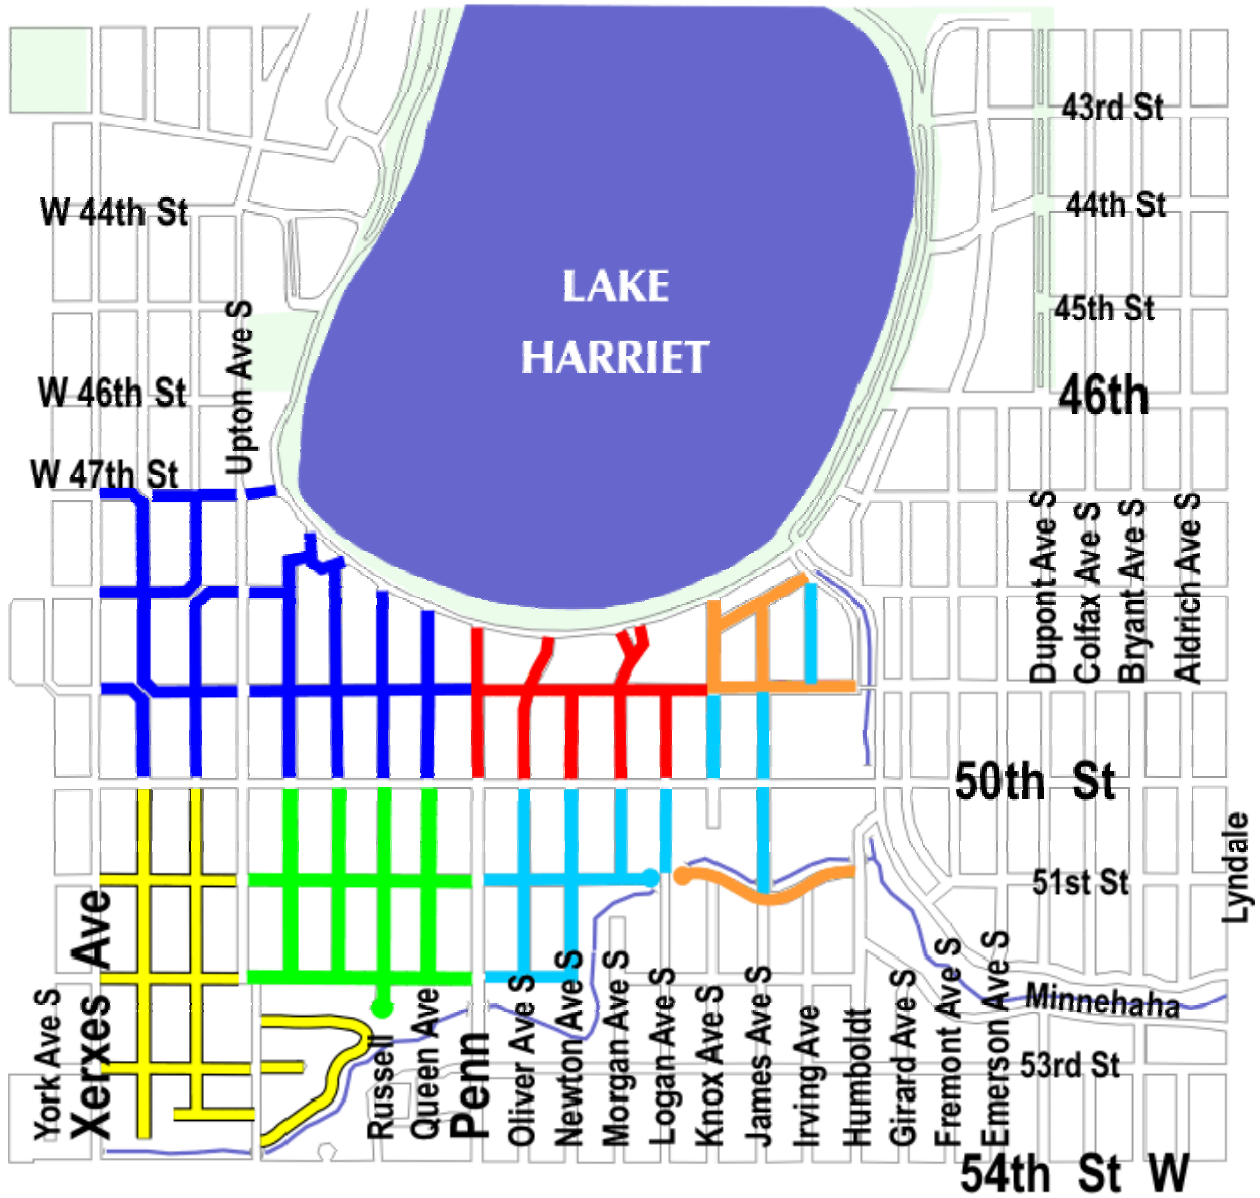 43rd St
W 44th St
44th St
LAKE
HARRIET
45th St
Upton Ave S
W 46th St
46th
W 47th St
Dupont Ave S
Colfax Ave S
Bryant Ave S
Aldrich Ave S
50th St
Lyndale
51st St
York Ave S
Xerxes Ave
Russell
Queen Ave
Penn
Oliver Ave S
Newton Ave S
Morgan Ave S
Logan Ave S
Knox Ave S
James Ave S
Irving Ave
Humboldt
Girard Ave S
Fremont Ave S
Emerson Ave S
Minnehaha
53rd St
54th St W